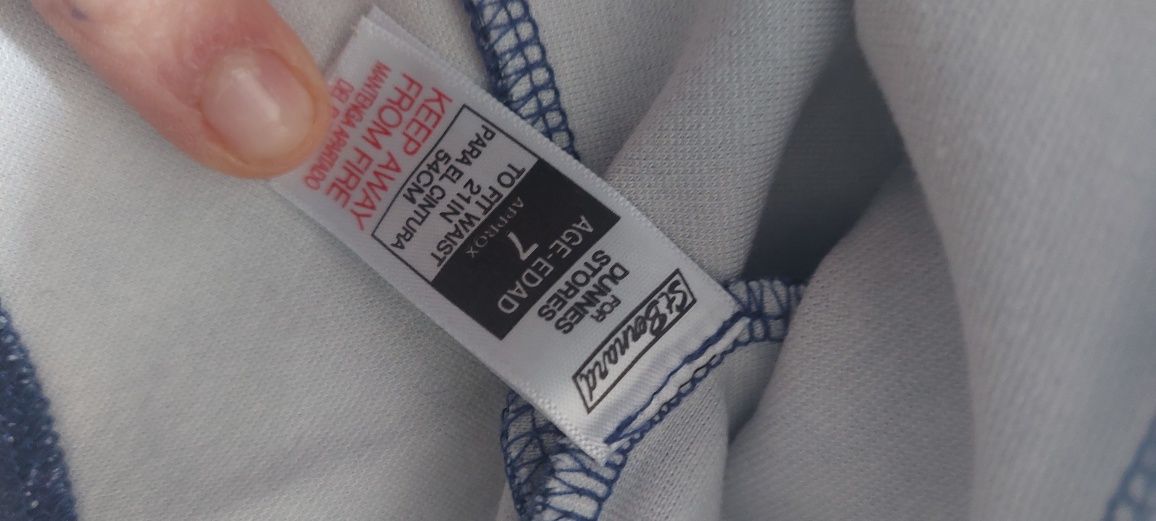 St.Bernard
FOR
DUNNES
STORIES
AGE-EDAD
7
APPROX
TO FIT WAIST
21IN
PARA EL CINTURA
54CM
KEEP AWAY
FROM FIRE
MANTENGA APARTADO
DEL